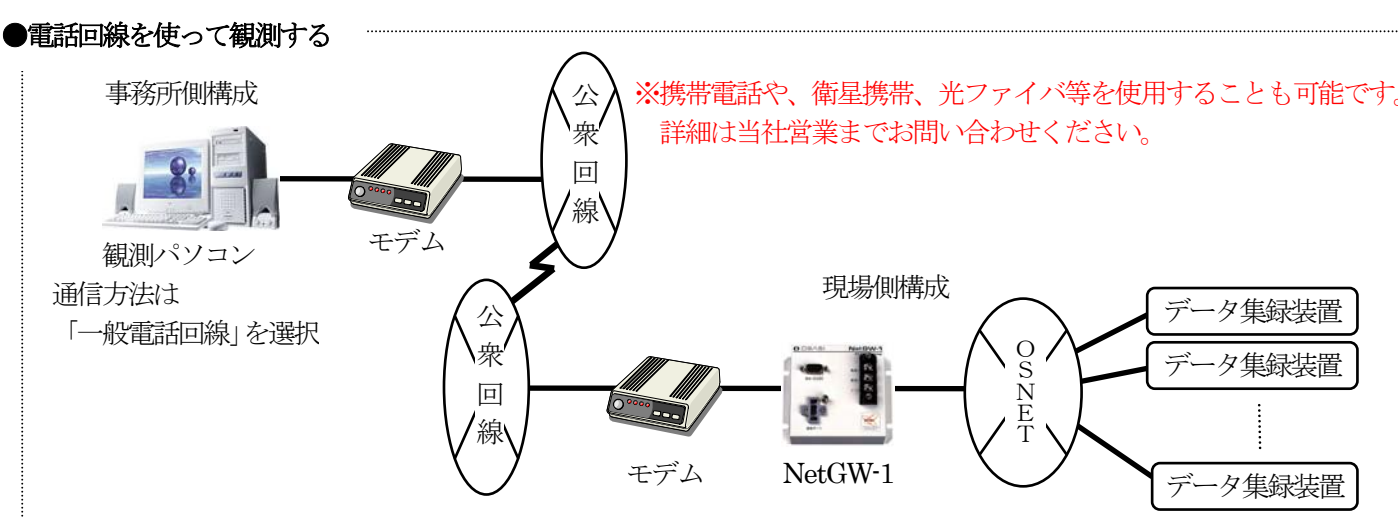 ●電話回線を使って観測する
事務所側構成
※携帯電話や、衛星携帯、光ファイバ等を使用することも可能です。
詳細は当社営業までお問い合わせください。
公衆回線
モデム
観測パソコン
通信方法は
「一般電話回線」を選択
公衆回線
現場側構成
モデム
NetGW-1
OSNET
データ集録装置
データ集録装置
データ集録装置